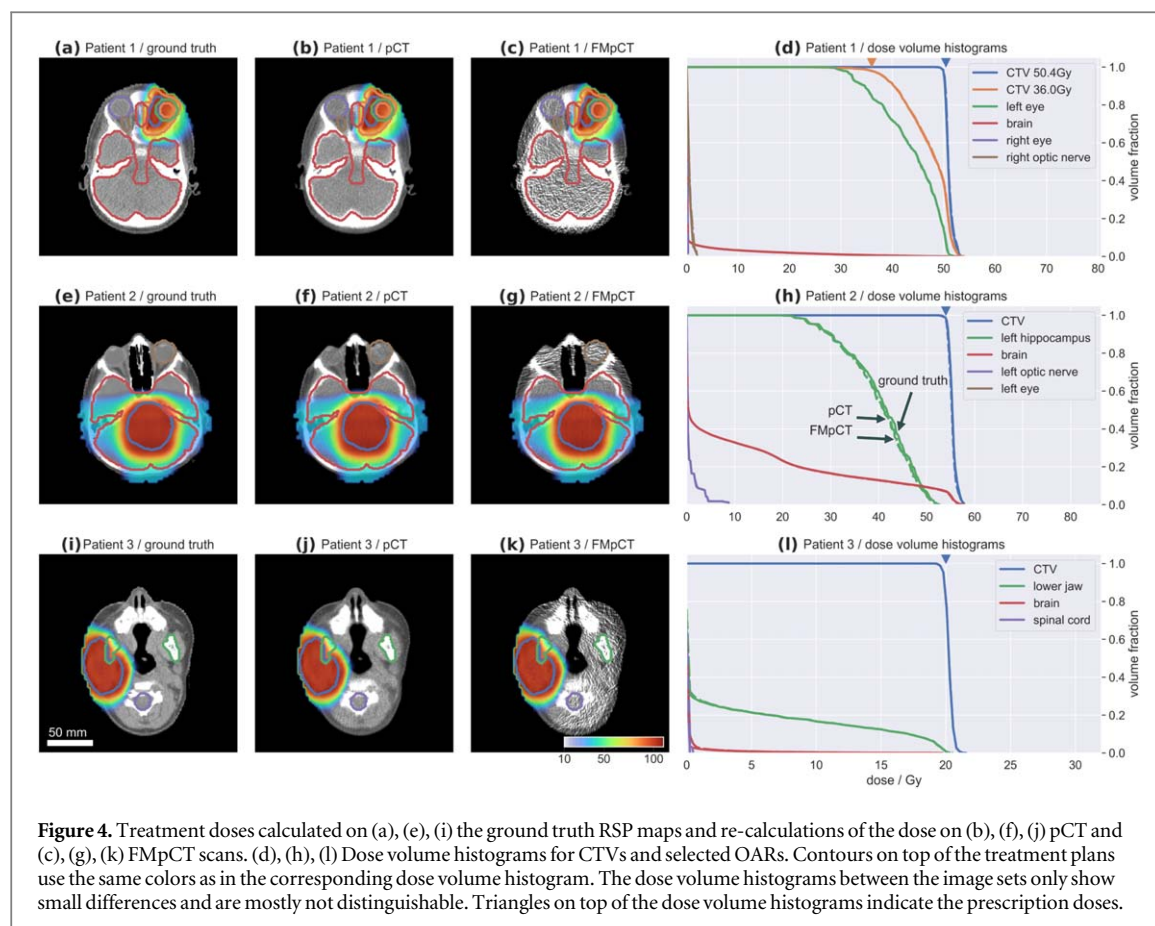 (a) Patient 1 / ground truth
(b) Patient 1 / pCT
(c) Patient 1 / FMpCT
(d) Patient 1 / dose volume histograms
CTV 50.4Gy
CTV 36.0Gy
left eye
brain
right eye
right optic nerve
1.0
0.8
0.6
0.4
0.2
0.0
volume fraction
0 10 20 30 40 50 60 70 80
(e) Patient 2 / ground truth
(f) Patient 2 / pCT
(g) Patient 2 / FMpCT
(h) Patient 2 / dose volume histograms
CTV
left hippocampus
brain
left optic nerve
left eye
ground truth
pCT
FMpCT
1.0
0.8
0.6
0.4
0.2
0.0
volume fraction
0 10 20 30 40 50 60 70 80
(i) Patient 3 / ground truth
(j) Patient 3 / pCT
(k) Patient 3 / FMpCT
(l) Patient 3 / dose volume histograms
CTV
lower jaw
brain
spinal cord
1.0
0.8
0.6
0.4
0.2
0.0
volume fraction
50 mm
10 50 100
0 5 10 15 20 25 30
dose / Gy
Figure 4. Treatment doses calculated on (a), (e), (i) the ground truth RSP maps and re-calculations of the dose on (b), (f), (j) pCT and
(c), (g), (k) FMpCT scans. (d), (h), (l) Dose volume histograms for CTVs and selected OARs. Contours on top of the treatment plans
use the same colors as in the corresponding dose volume histogram. The dose volume histograms between the image sets only show
small differences and are mostly not distinguishable. Triangles on top of the dose volume histograms indicate the prescription doses.